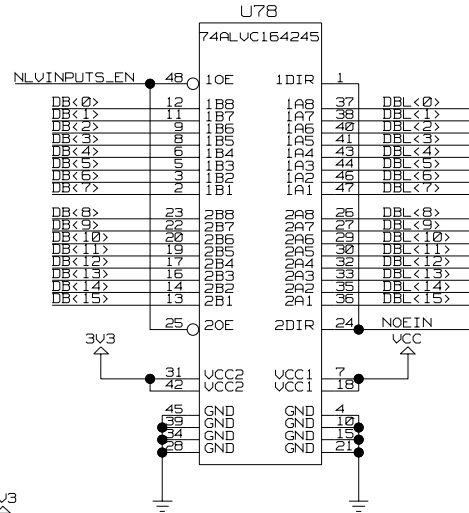 U78
74ALVC164245
NLVINPUTS_EN 48 1OE 1DIR 1
DB<0> 12 1B8 1A8 37 DBL<0>
DB<1> 11 1B7 1A7 38 DBL<1>
DB<2> 9 1B6 1A6 40 DBL<2>
DB<3> 8 1B5 1A5 41 DBL<3>
DB<4> 6 1B4 1A4 43 DBL<4>
DB<5> 5 1B3 1A3 44 DBL<5>
DB<6> 3 1B2 1A2 46 DBL<6>
DB<7> 2 1B1 1A1 47 DBL<7>
DB<8> 23 2B8 2A8 26 DBL<8>
DB<9> 22 2B7 2A7 27 DBL<9>
DB<10> 20 2B6 2A6 29 DBL<10>
DB<11> 19 2B5 2A5 30 DBL<11>
DB<12> 17 2B4 2A4 32 DBL<12>
DB<13> 16 2B3 2A3 33 DBL<13>
DB<14> 14 2B2 2A2 35 DBL<14>
DB<15> 13 2B1 2A1 36 DBL<15>
25 2OE 2DIR 24 NOEIN
3V3 VCC
31 VCC2 VCC1 7
42 VCC2 VCC1 18
45 GND GND 4
39 GND GND 10
34 GND GND 15
28 GND GND 21
V3